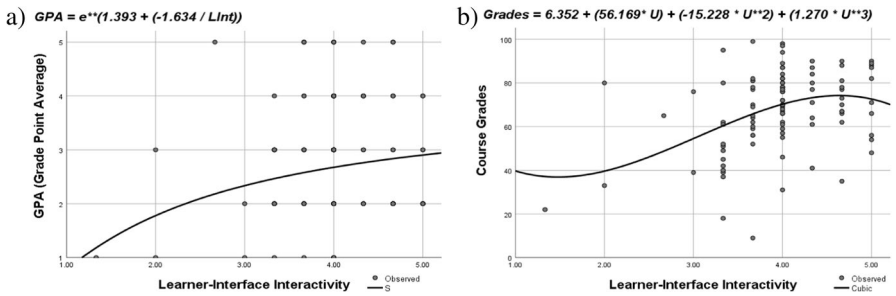 a) GPA = e**(1.393 + (-1.634 / LInt))
GPA (Grade Point Average)
5
4
3
2
1
1.00 2.00 3.00 4.00 5.00
Learner-Interface Interactivity
Observed
S
b) Grades = 6.352 + (56.169* U) + (-15.228 * U**2) + (1.270 * U**3)
Course Grades
100
80
60
40
20
0
1.00 2.00 3.00 4.00 5.00
Learner-Interface Interactivity
Observed
Cubic